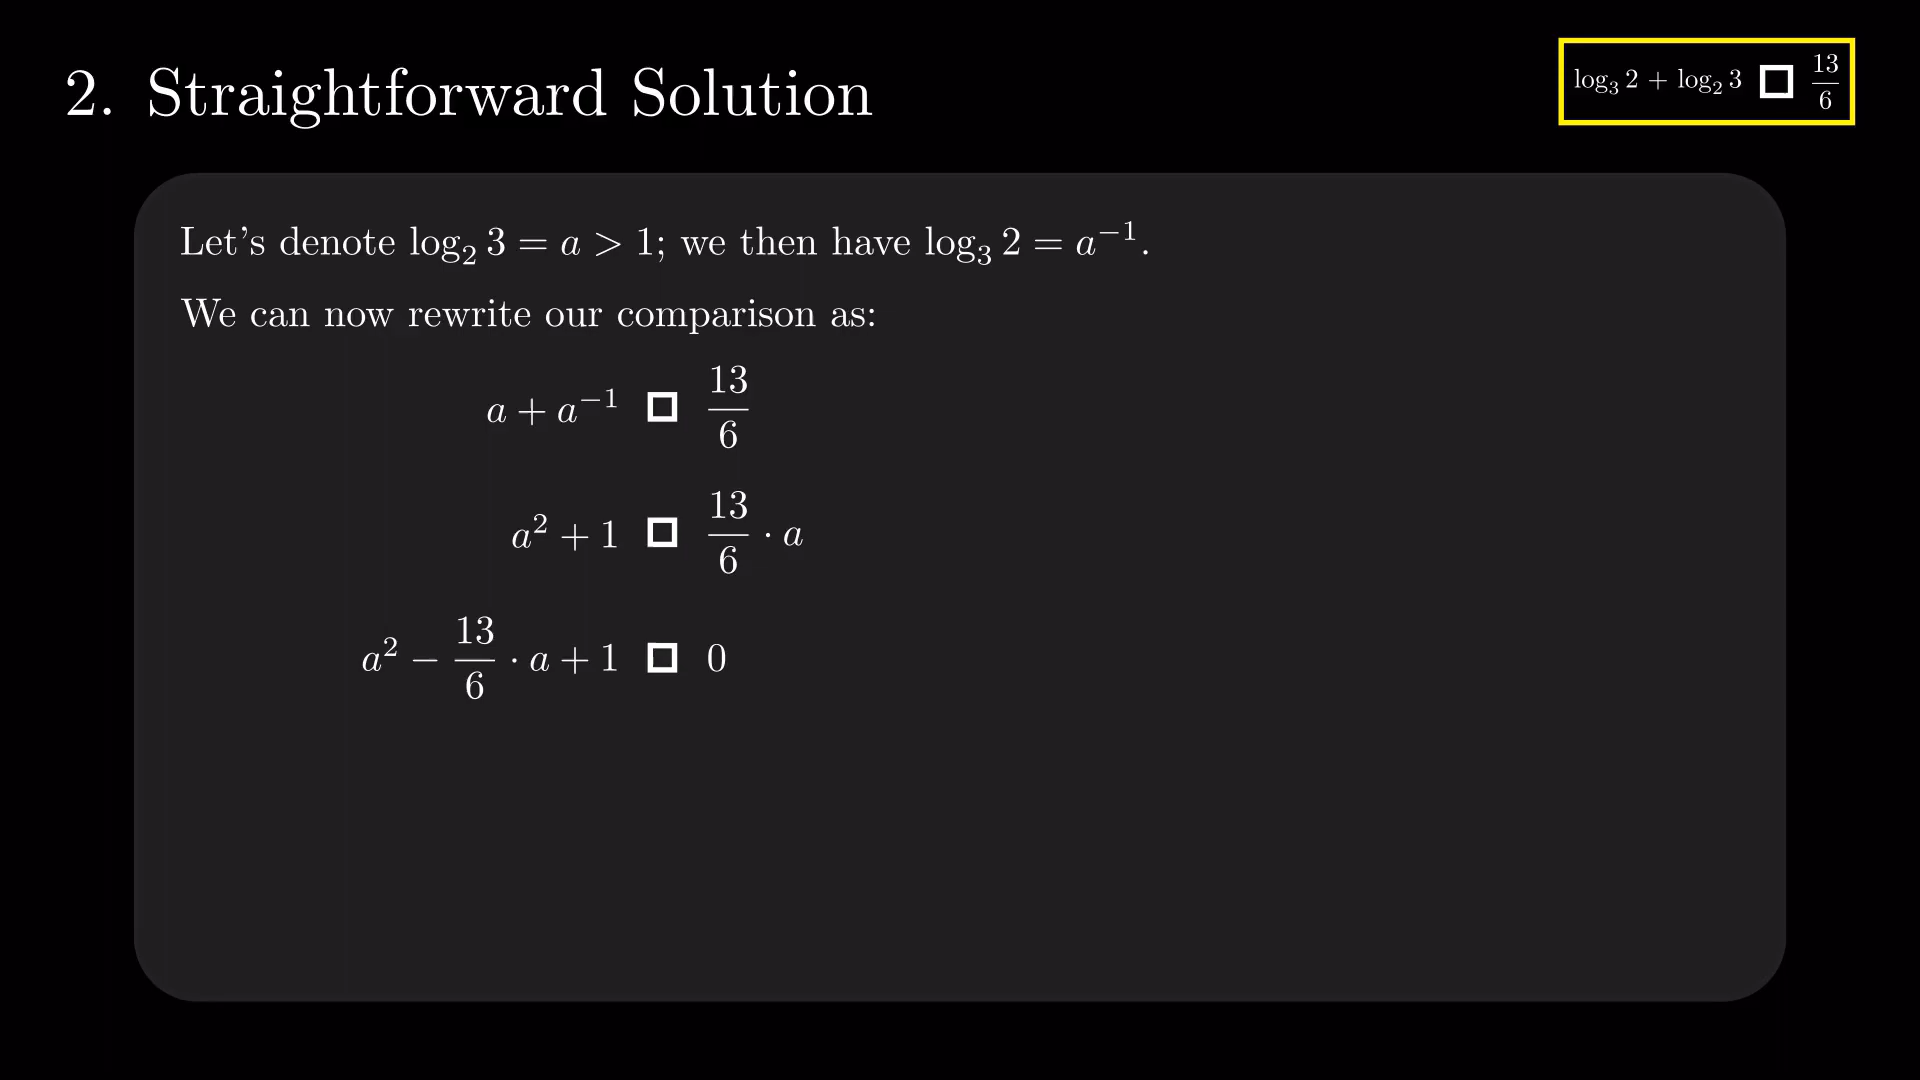 2. Straightforward Solution
log₃ 2 + log₂ 3 □ 13/6
Let's denote log₂ 3 = a > 1; we then have log₃ 2 = a⁻¹.
We can now rewrite our comparison as:
a + a⁻¹ □ 13/6
a² + 1 □ 13/6 · a
a² − 13/6 · a + 1 □ 0